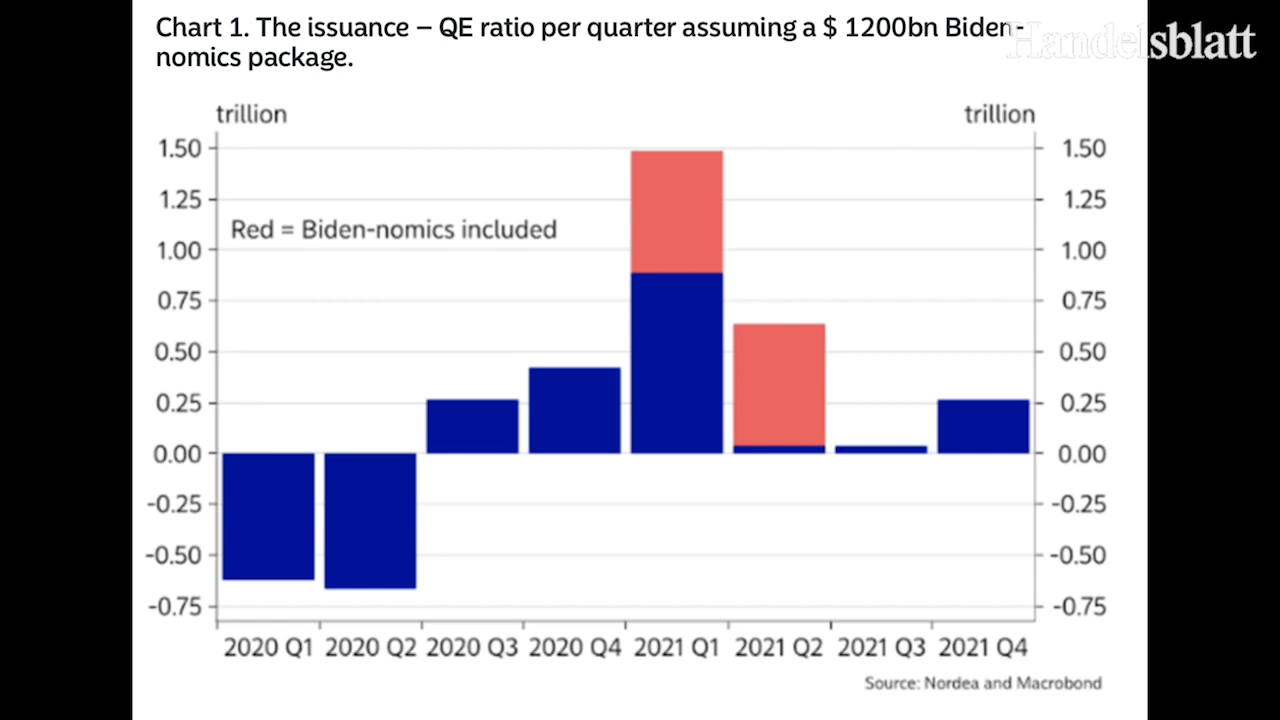 Chart 1. The issuance – QE ratio per quarter assuming a $ 1200bn Biden-
nomics package.
Handelsblatt
trillion trillion
1.50 1.50
1.25 1.25
Red = Biden-nomics included
1.00 1.00
0.75 0.75
0.50 0.50
0.25 0.25
0.00 0.00
-0.25 -0.25
-0.50 -0.50
-0.75 -0.75
2020 Q1 2020 Q2 2020 Q3 2020 Q4 2021 Q1 2021 Q2 2021 Q3 2021 Q4
Source: Nordea and Macrobond